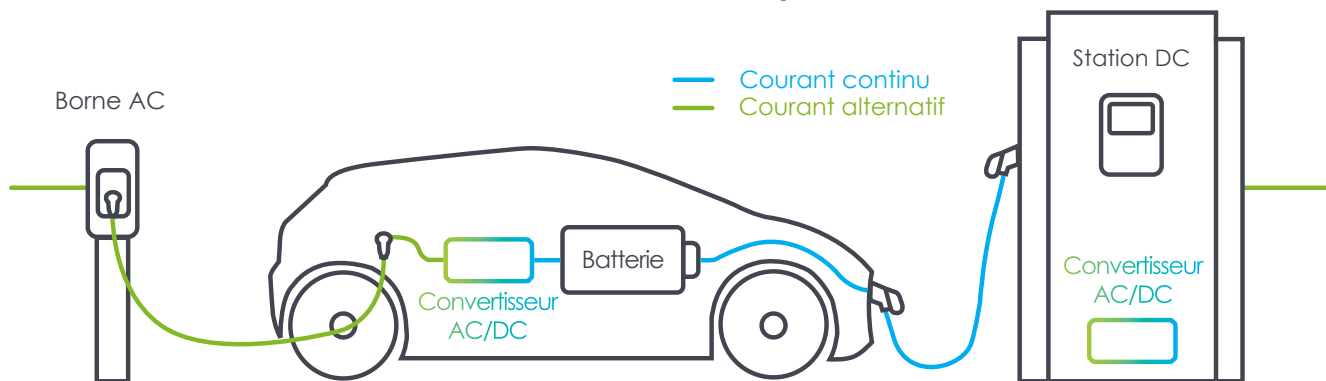 Borne AC
Courant continu
Courant alternatif
Station DC
Batterie
Convertisseur
AC/DC
Convertisseur
AC/DC